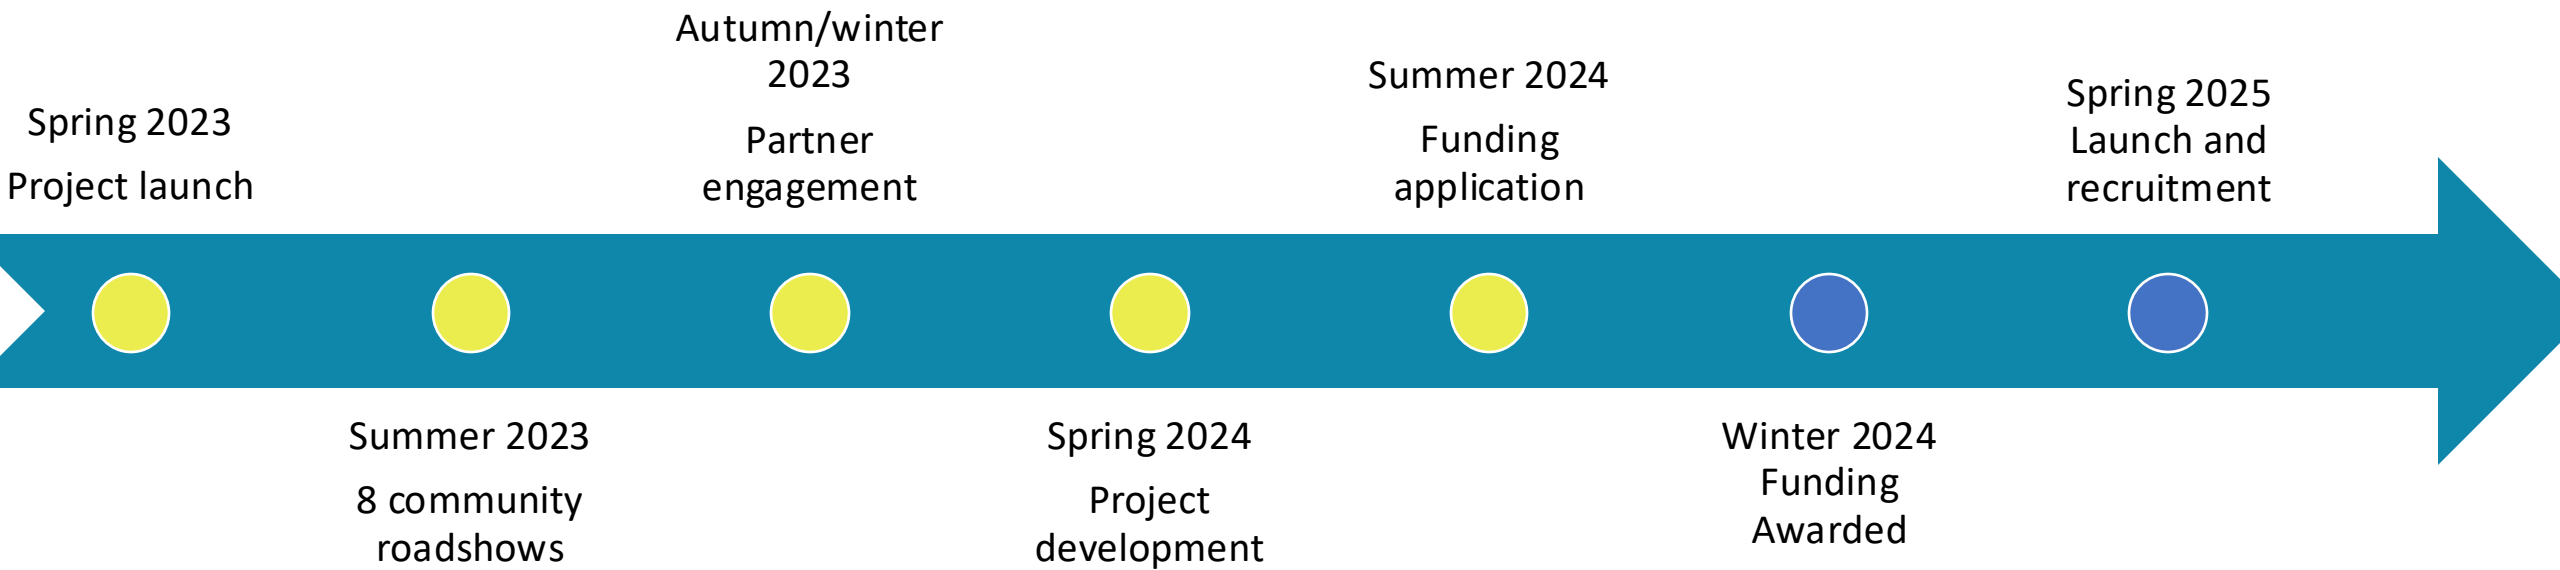 Spring 2023
Project launch
Summer 2023
8 community
roadshows
Autumn/winter
2023
Partner
engagement
Spring 2024
Project
development
Summer 2024
Funding
application
Winter 2024
Funding
Awarded
Spring 2025
Launch and
recruitment